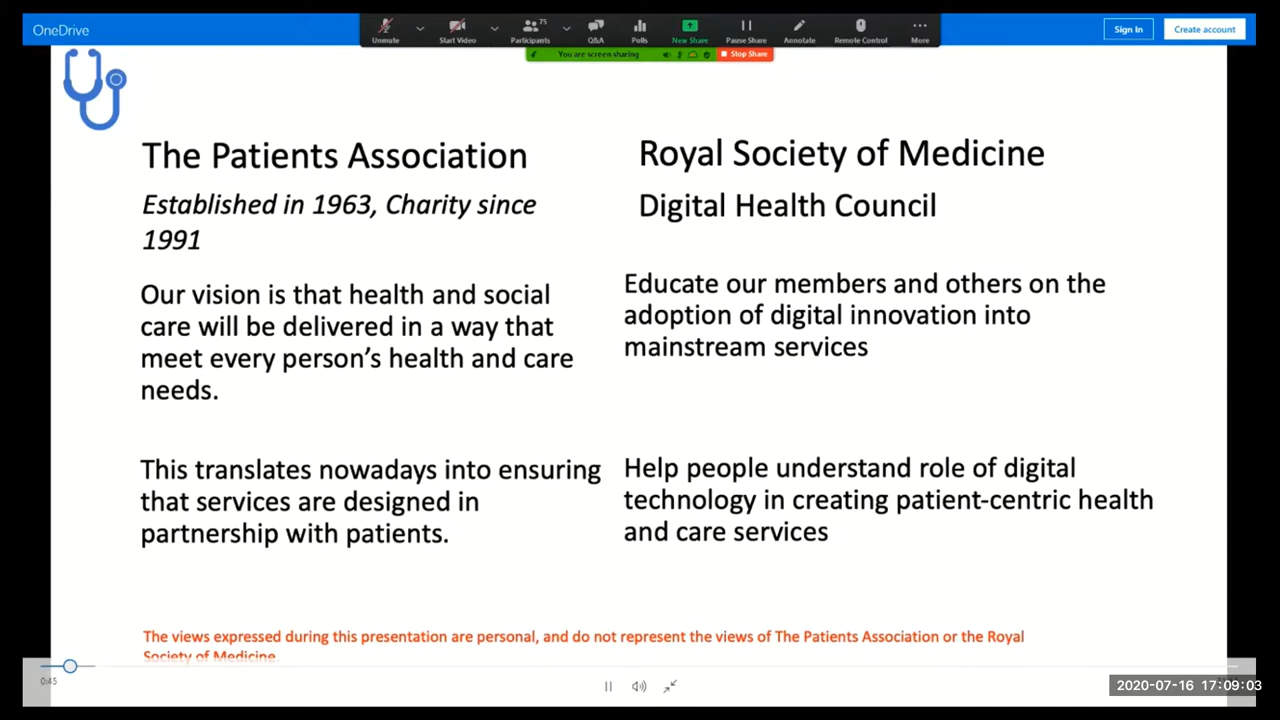 OneDrive
Unmute
Start Video
Participants
75
Q&A
Polls
New Share
Pause Share
Annotate
Remote Control
More
Sign In
Create account
You are screen sharing
Stop Share
The Patients Association
Established in 1963, Charity since
1991
Our vision is that health and social
care will be delivered in a way that
meet every person's health and care
needs.
This translates nowadays into ensuring
that services are designed in
partnership with patients.
Royal Society of Medicine
Digital Health Council
Educate our members and others on the
adoption of digital innovation into
mainstream services
Help people understand role of digital
technology in creating patient-centric health
and care services
The views expressed during this presentation are personal, and do not represent the views of The Patients Association or the Royal
Society of Medicine.
0:45
2020-07-16 17:09:03